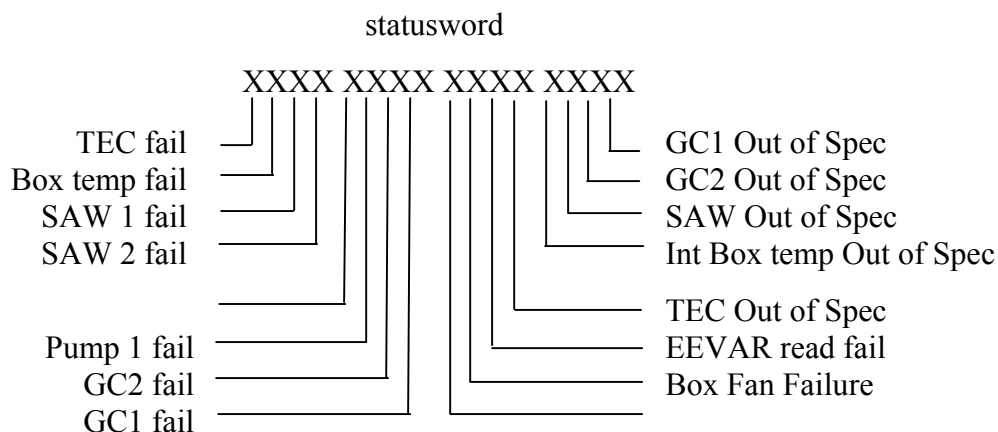 statusword
XXXX XXXX XXXX XXXX
TEC fail
Box temp fail
SAW 1 fail
SAW 2 fail
Pump 1 fail
GC2 fail
GC1 fail
GC1 Out of Spec
GC2 Out of Spec
SAW Out of Spec
Int Box temp Out of Spec
TEC Out of Spec
EEVAR read fail
Box Fan Failure